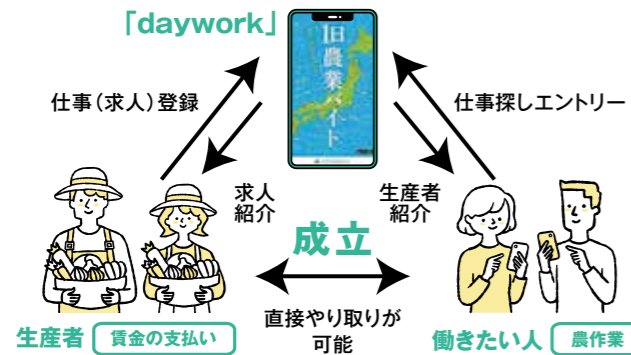 「daywork」
1日農業バイト
仕事(求人)登録
仕事探しエントリー
求人
紹介
生産者
紹介
成立
直接やり取りが
可能
生産者
賃金の支払い
働きたい人
農作業